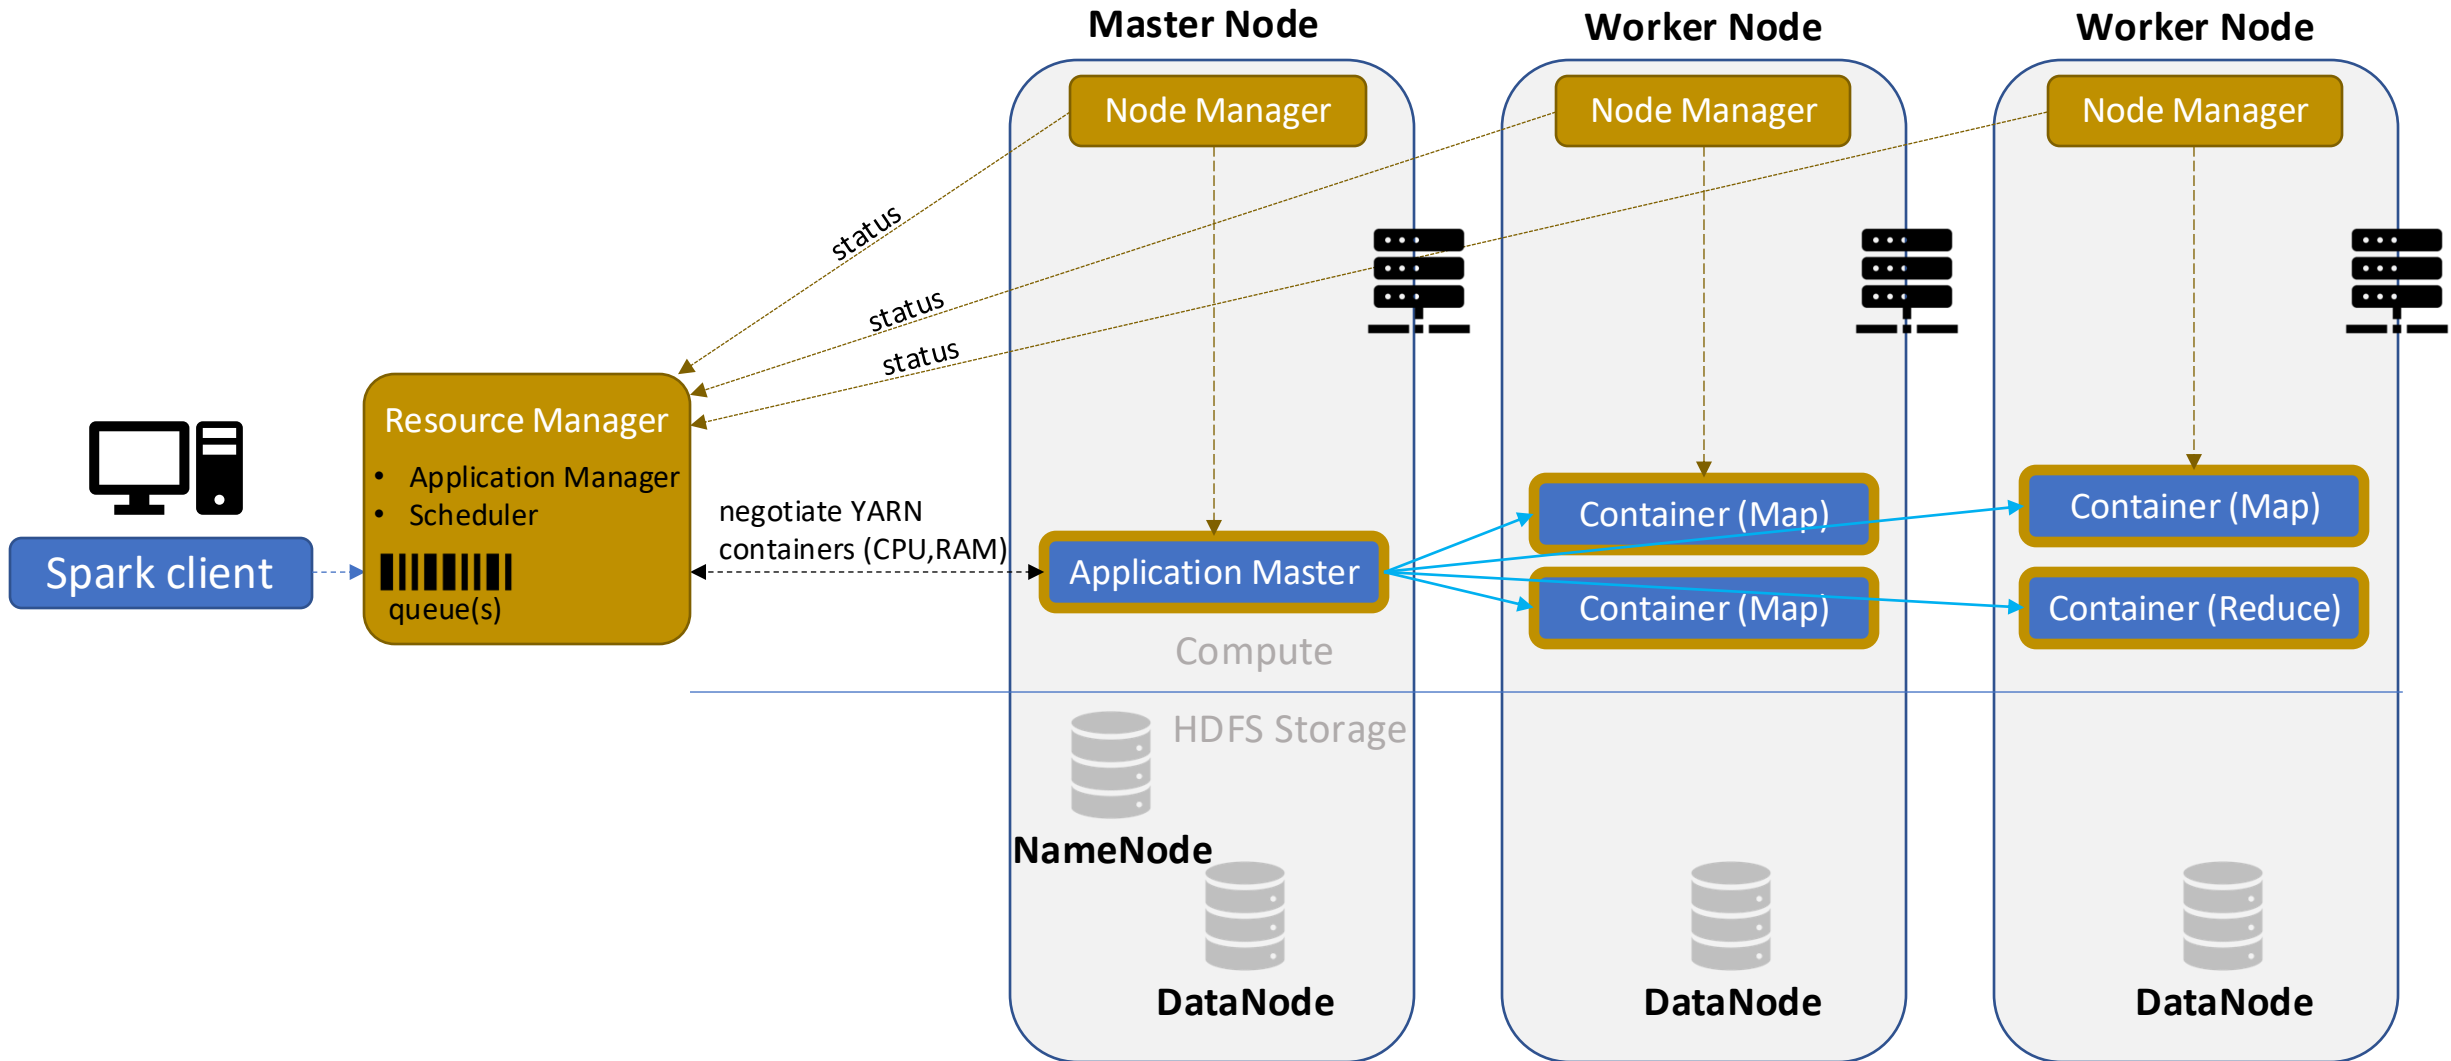 Master Node
Worker Node
Worker Node
Node Manager
Node Manager
Node Manager
status
status
status
Resource Manager
• Application Manager
• Scheduler
queue(s)
Spark client
negotiate YARN
containers (CPU,RAM)
Application Master
Container (Map)
Container (Map)
Container (Map)
Container (Reduce)
Compute
HDFS Storage
NameNode
DataNode
DataNode
DataNode